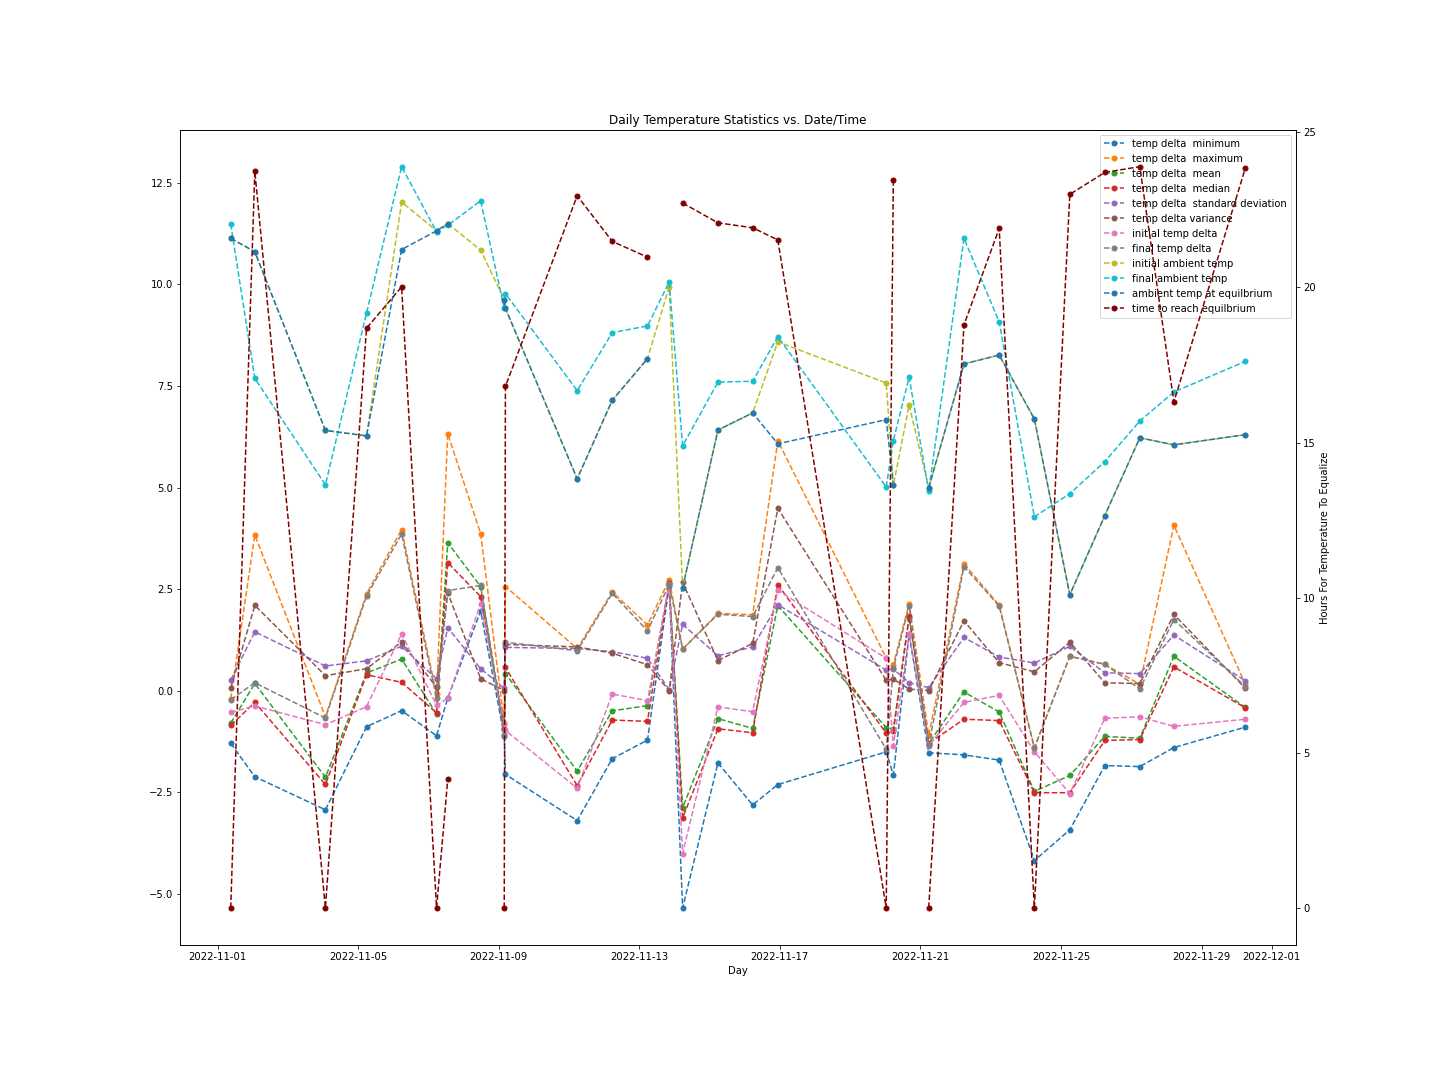 Daily Temperature Statistics vs. Date/Time
12.5
10.0
7.5
5.0
2.5
0.0
−2.5
−5.0
temp delta  minimum
temp delta  maximum
temp delta  mean
temp delta  median
temp delta  standard deviation
temp delta variance
initial temp delta
final temp delta
initial ambient temp
final ambient temp
ambient temp at equilbrium
time to reach equilbrium
25
20
15
10
5
0
Hours For Temperature To Equalize
2022-11-01
2022-11-05
2022-11-09
2022-11-13
2022-11-17
2022-11-21
2022-11-25
2022-11-29
2022-12-01
Day